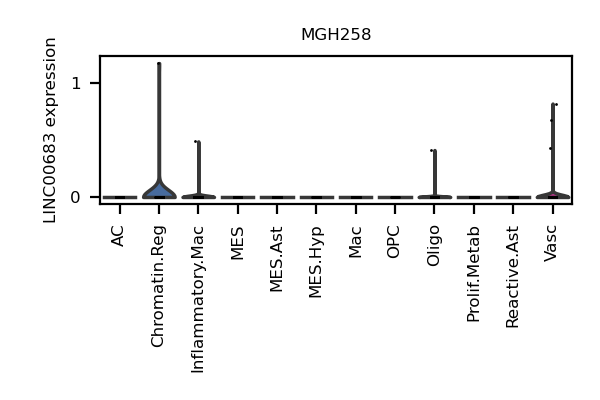 MGH258
LINC00683 expression
1
0
AC
Chromatin.Reg
Inflammatory.Mac
MES
MES.Ast
MES.Hyp
Mac
OPC
Oligo
Prolif.Metab
Reactive.Ast
Vasc